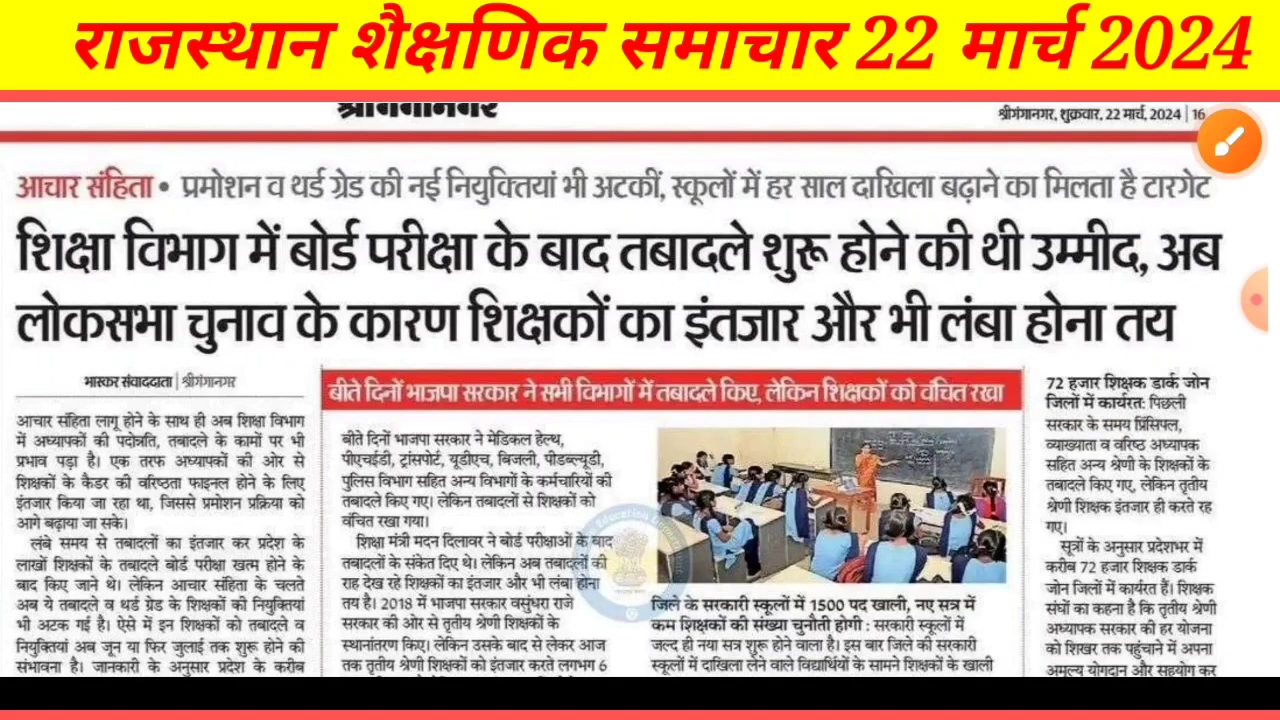 राजस्थान शैक्षणिक समाचार 22 मार्च 2024
श्रीगंगानगर
श्रीगंगानगर, शुक्रवार, 22 मार्च, 2024 | 16
आचार संहिता • प्रमोशन व थर्ड ग्रेड की नई नियुक्तियां भी अटकीं, स्कूलों में हर साल दाखिला बढ़ाने का मिलता है टारगेट
शिक्षा विभाग में बोर्ड परीक्षा के बाद तबादले शुरू होने की थी उम्मीद, अब
लोकसभा चुनाव के कारण शिक्षकों का इंतजार और भी लंबा होना तय
भास्कर संवाददाता | श्रीगंगानगर
आचार संहिता लागू होने के साथ ही अब शिक्षा विभाग
में अध्यापकों की पदोन्नति, तबादले के कामों पर भी
प्रभाव पड़ा है। एक तरफ अध्यापकों की ओर से
शिक्षकों के कैडर की वरिष्ठता फाइनल होने के लिए
इंतजार किया जा रहा था, जिससे प्रमोशन प्रक्रिया को
आगे बढ़ाया जा सके।
लंबे समय से तबादलों का इंतजार कर प्रदेश के
लाखों शिक्षकों के तबादले बोर्ड परीक्षा खत्म होने के
बाद किए जाने थे। लेकिन आचार संहिता के चलते
अब ये तबादले व थर्ड ग्रेड के शिक्षकों की नियुक्तियां
भी अटक गई है। ऐसे में इन शिक्षकों को तबादले व
नियुक्तियां अब जून या फिर जुलाई तक शुरू होने की
संभावना है। जानकारी के अनुसार प्रदेश के करीब
बीते दिनों भाजपा सरकार ने सभी विभागों में तबादले किए, लेकिन शिक्षकों को वंचित रखा
बीते दिनों भाजपा सरकार ने मेडिकल हेल्थ,
पीएचईडी, ट्रांसपोर्ट, यूडीएच, बिजली, पीडब्ल्यूडी,
पुलिस विभाग सहित अन्य विभागों के कर्मचारियों की
तबादले किए गए। लेकिन तबादलों से शिक्षकों को
वंचित रखा गया।
शिक्षा मंत्री मदन दिलावर ने बोर्ड परीक्षाओं के बाद
तबादलों के संकेत दिए थे। लेकिन अब तबादलों की
राह देख रहे शिक्षकों का इंतजार और भी लंबा होना
तय है। 2018 में भाजपा सरकार वसुंधरा राजे
सरकार की ओर से तृतीय श्रेणी शिक्षकों के
स्थानांतरण किए। लेकिन उसके बाद से लेकर आज
तक तृतीय श्रेणी शिक्षकों को इंतजार करते लगभग 6
जिले के सरकारी स्कूलों में 1500 पद खाली, नए सत्र में
कम शिक्षकों की संख्या चुनौती होगी : सरकारी स्कूलों में
जल्द ही नया सत्र शुरू होने वाला है। इस बार जिले की सरकारी
स्कूलों में दाखिला लेने वाले विद्यार्थियों के सामने शिक्षकों के खाली
72 हजार शिक्षक डार्क जोन
जिलों में कार्यरत: पिछली
सरकार के समय प्रिंसिपल,
व्याख्याता व वरिष्ठ अध्यापक
सहित अन्य श्रेणी के शिक्षकों के
तबादले किए गए, लेकिन तृतीय
श्रेणी शिक्षक इंतजार ही करते रह
गए।
सूत्रों के अनुसार प्रदेशभर में
करीब 72 हजार शिक्षक डार्क
जोन जिलों में कार्यरत हैं। शिक्षक
संघों का कहना है कि तृतीय श्रेणी
अध्यापक सरकार की हर योजना
को शिखर तक पहुंचाने में अपना
अमूल्य योगदान और सहयोग कर